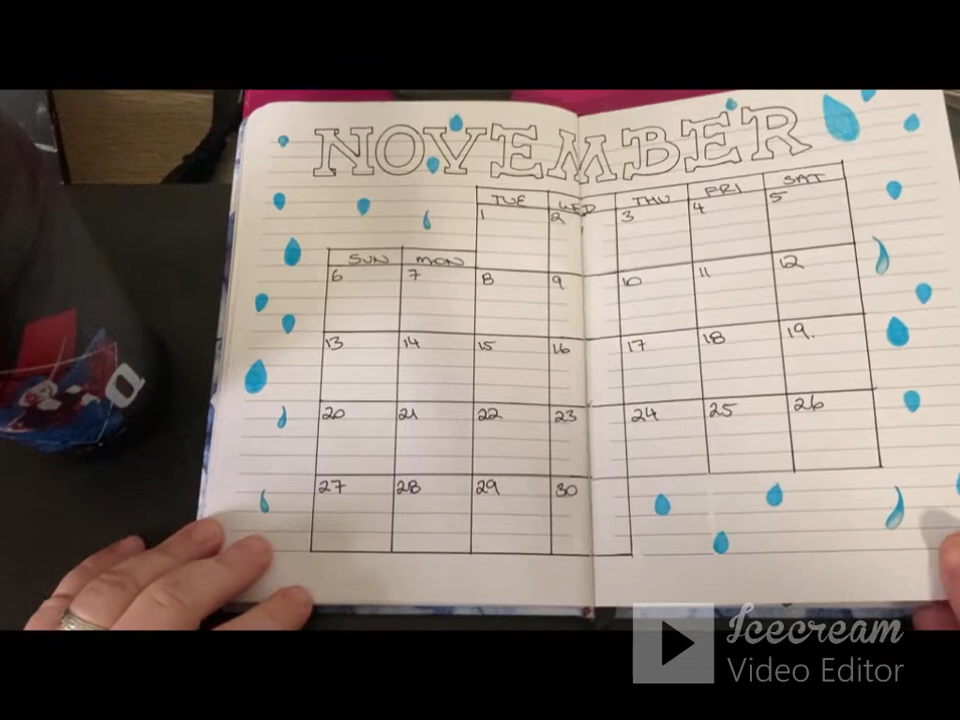 NOVEMBER
TUE WED THU FRI SAT
1 2 3 4 5
SUN MON
6 7 8 9 10 11 12
13 14 15 16 17 18 19.
20 21 22 23 24 25 26
27 28 29 30
Icecream
Video Editor